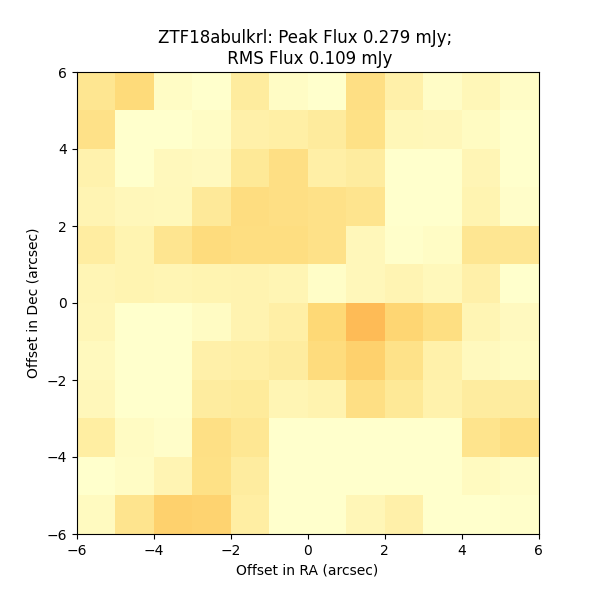 ZTF18abulkrl: Peak Flux 0.279 mJy;
RMS Flux 0.109 mJy
6
4
2
0
−2
−4
−6
Offset in Dec (arcsec)
−6 −4 −2 0 2 4 6
Offset in RA (arcsec)